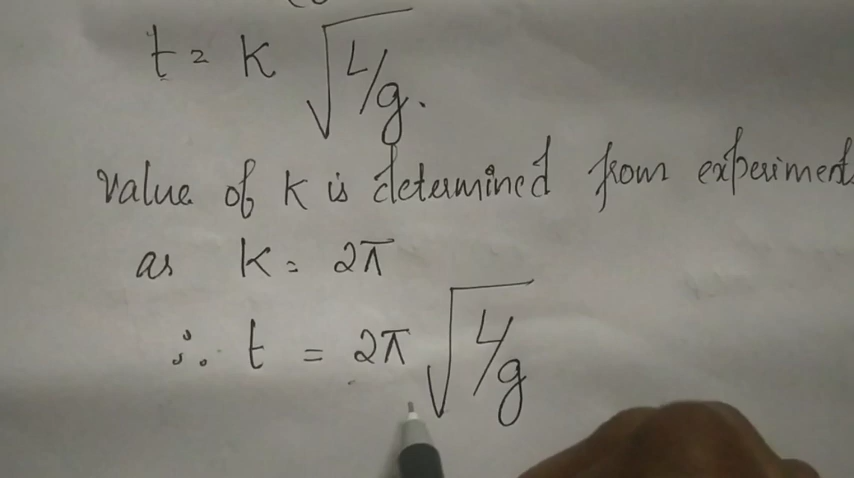 t = K √L/g.
value of K is determined from experiment
as K = 2π
∴ t = 2π √L/g